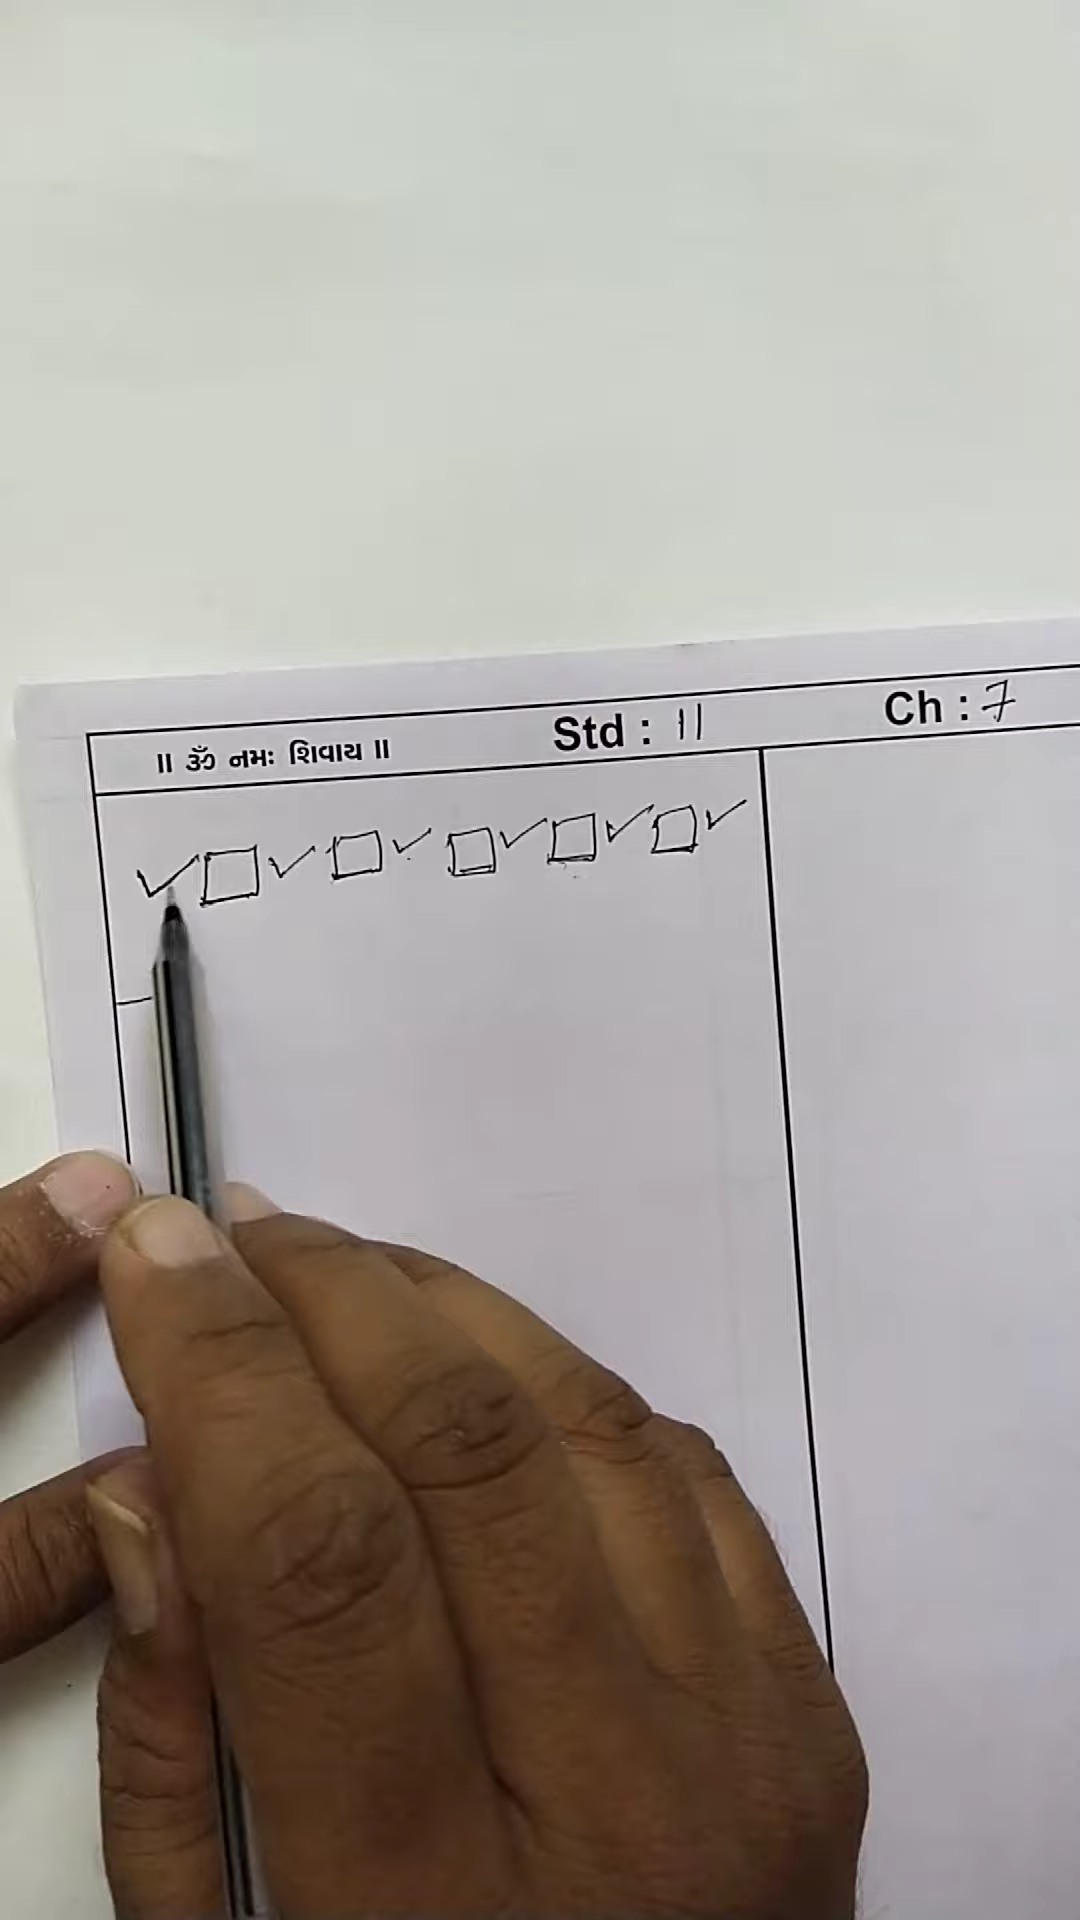 ॥ ૐ નમઃ શિવાય ॥ Std : 11 Ch : 7
✓ □ ✓ □ ✓ □ ✓ □ ✓ □ ✓